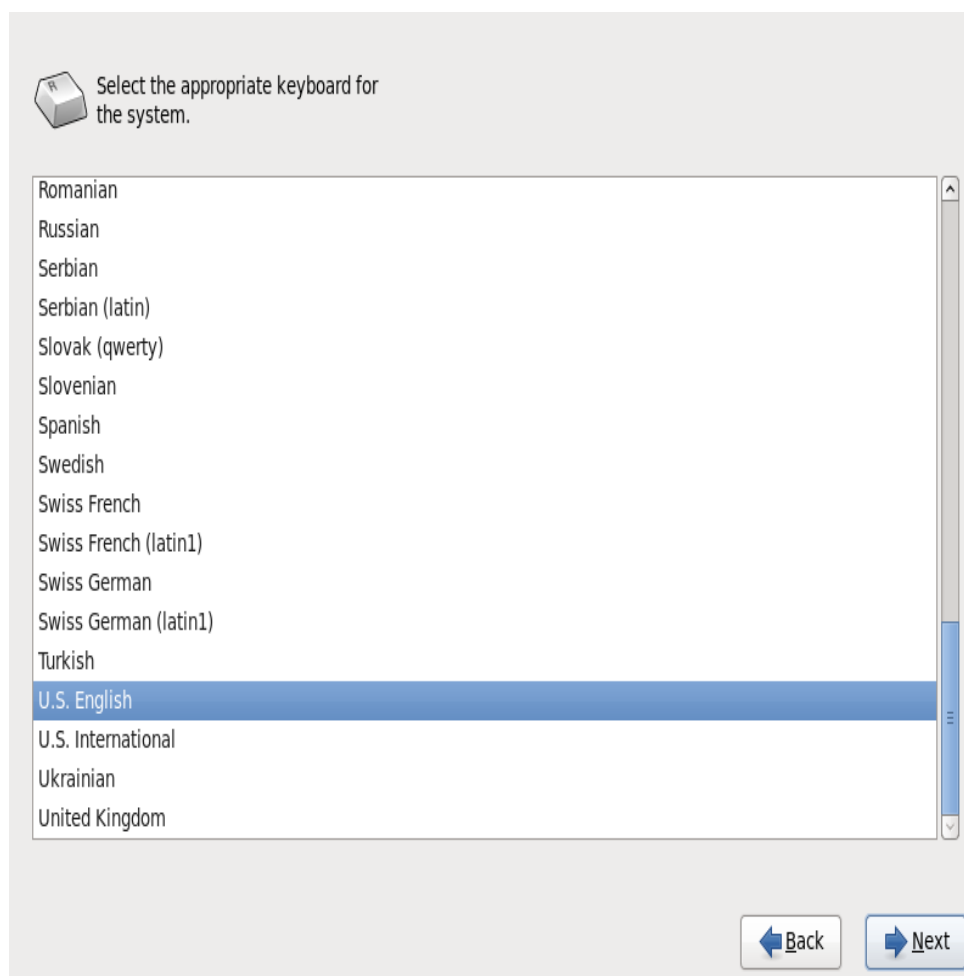 Select the appropriate keyboard for
the system.
Romanian
Russian
Serbian
Serbian (latin)
Slovak (qwerty)
Slovenian
Spanish
Swedish
Swiss French
Swiss French (latin1)
Swiss German
Swiss German (latin1)
Turkish
U.S. English
U.S. International
Ukrainian
United Kingdom
Back Next